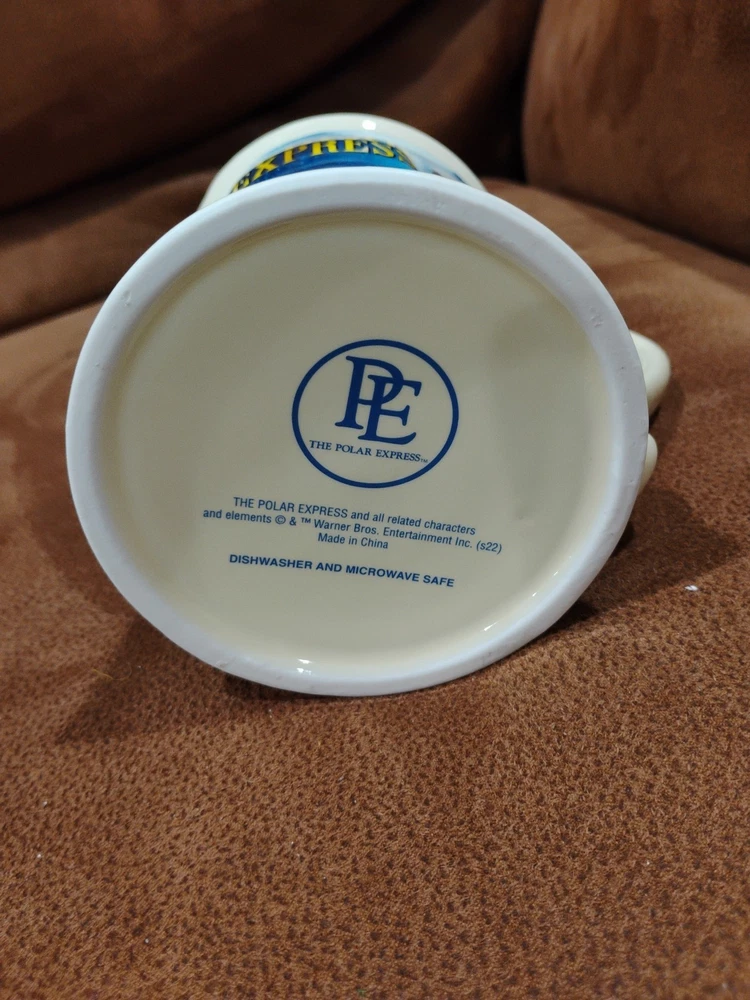 EXPRESS
PE
THE POLAR EXPRESS™
THE POLAR EXPRESS and all related characters
and elements © & ™ Warner Bros. Entertainment Inc. (s22)
Made in China
DISHWASHER AND MICROWAVE SAFE